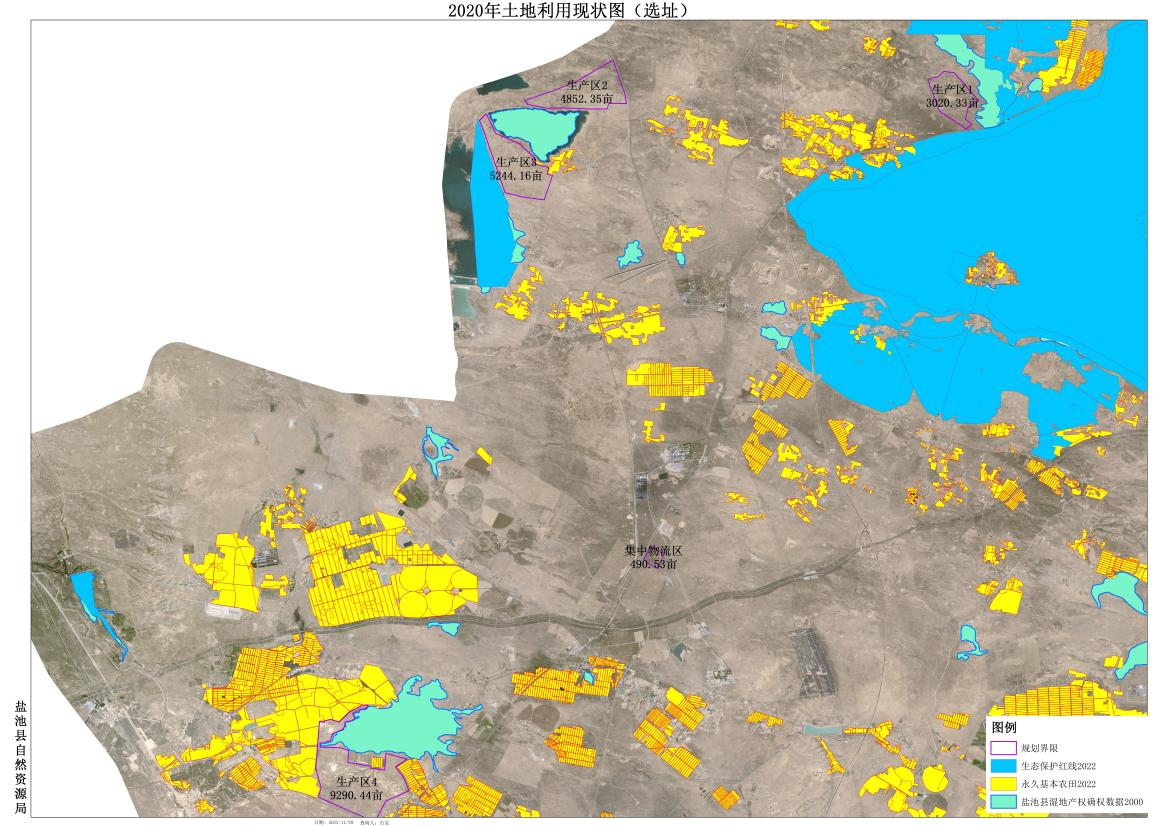 2020年土地利用现状图（选址）
生产区2
4852.35亩
生产区1
3020.33亩
生产区3
5244.16亩
集中物流区
490.53亩
生产区4
9290.44亩
盐池县自然资源局
图例
规划界限
生态保护红线2022
永久基本农田2022
盐池县湿地产权确权数据2000